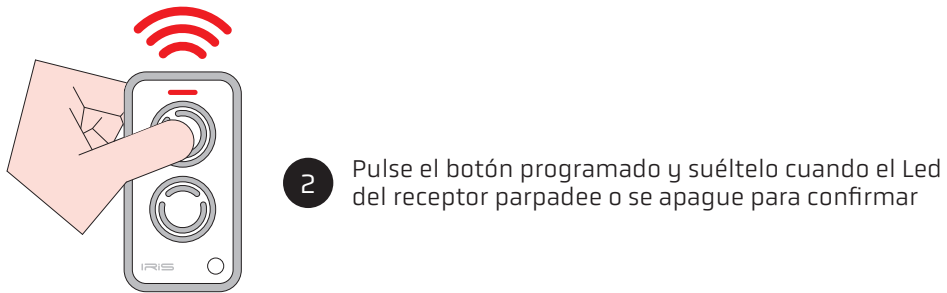 IRIS
2
Pulse el botón programado y suéltelo cuando el Led
del receptor parpadee o se apague para confirmar